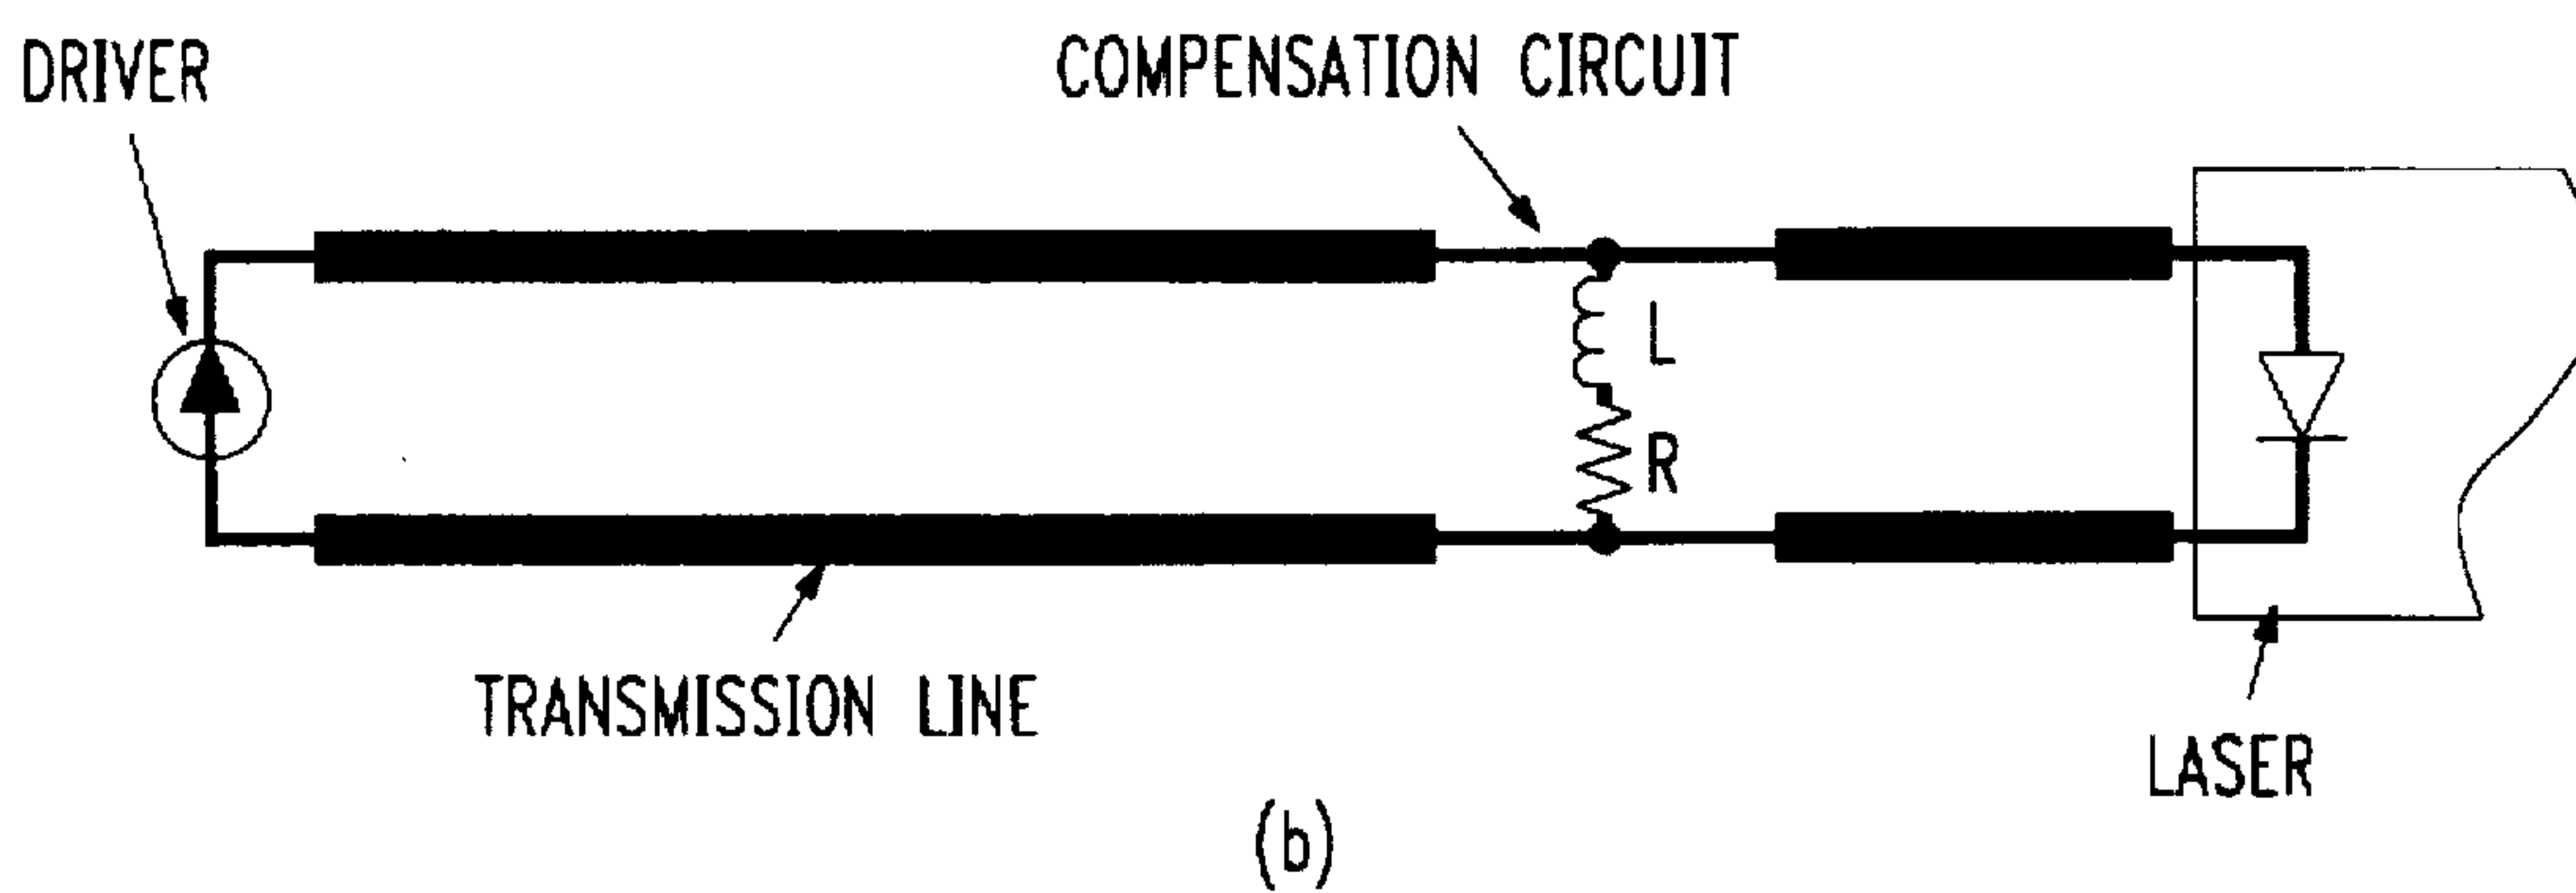 DRIVER
COMPENSATION CIRCUIT
L
R
TRANSMISSION LINE
LASER
(b)